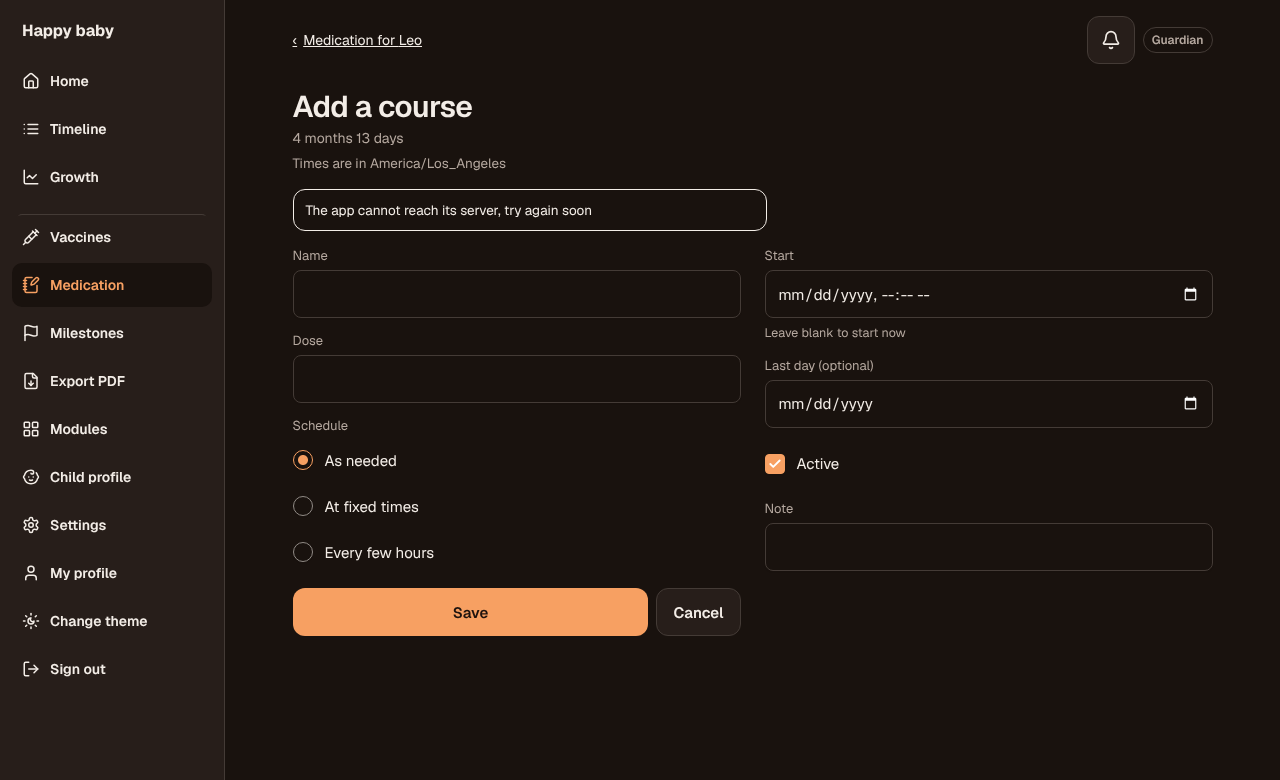 Happy baby
Home
Timeline
Growth
Vaccines
Medication
Milestones
Export PDF
Modules
Child profile
Settings
My profile
Change theme
Sign out
‹ Medication for Leo
Guardian
Add a course
4 months 13 days
Times are in America/Los_Angeles
The app cannot reach its server, try again soon
Name
Dose
Schedule
As needed
At fixed times
Every few hours
Save
Cancel
Start
mm/dd/yyyy, --:-- --
Leave blank to start now
Last day (optional)
mm/dd/yyyy
Active
Note